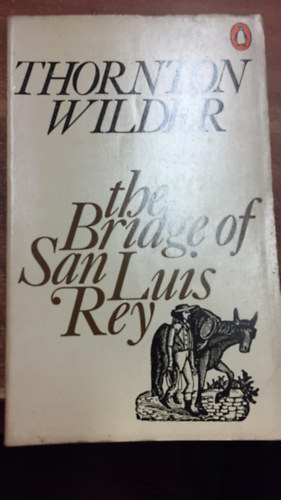 THORNTON
WILDER
the
Bridge of
San Luis
Rey